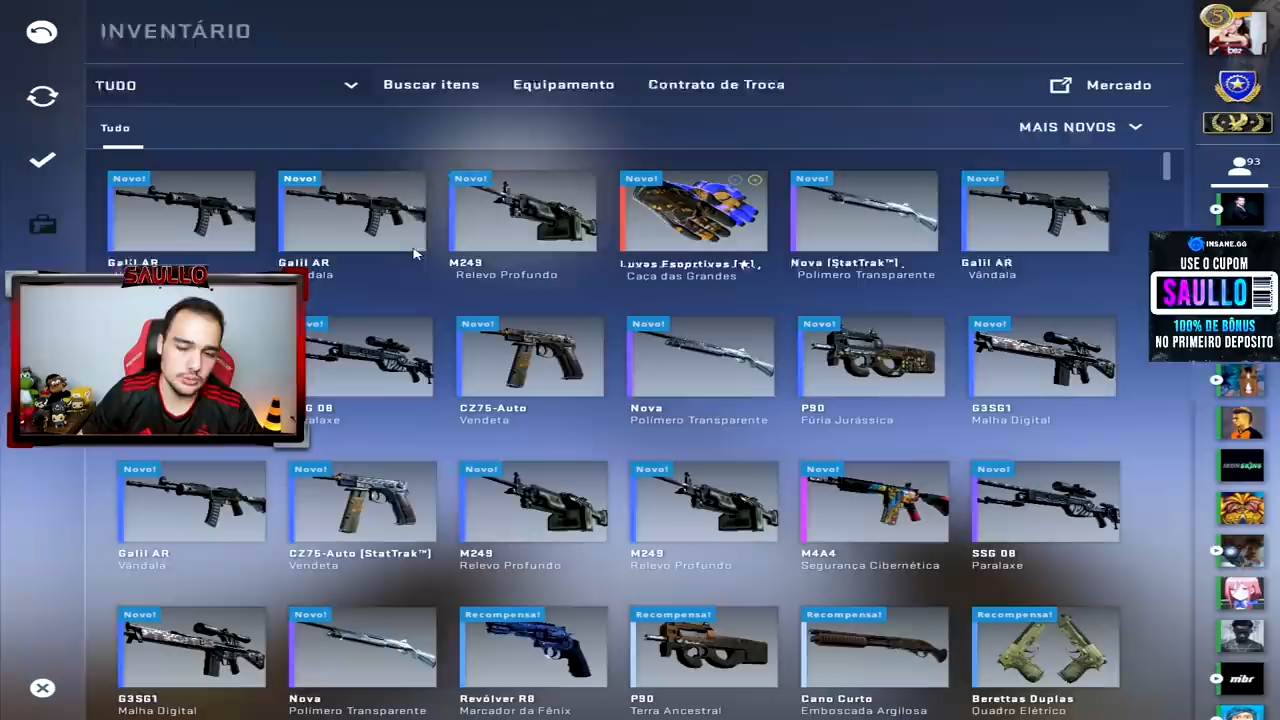 INVENTÁRIO
TUDO
Buscar itens
Equipamento
Contrato de Troca
Mercado
Tudo
MAIS NOVOS
93
Novo! Novo! Novo! Novo! Novo! Novo!
Galil AR
Galil AR
M249
Luvas Esportivas (★),
Nova (StatTrak™),
Galil AR
Relevo Profundo
Caça das Grandes
Polímero Transparente
Vândala
SAULLO
INSANE.GG
USE O CUPOM
SAULLO
100% DE BÔNUS
NO PRIMEIRO DEPOSITO
Novo! Novo! Novo! Novo!
CZ75-Auto
Nova
P90
G3SG1
Vendeta
Polímero Transparente
Fúria Jurássica
Malha Digital
Novo! Novo! Novo! Novo! Novo! Novo!
Galil AR
CZ75-Auto (StatTrak™)
M249
M249
M4A4
SSG 08
Vândala
Vendeta
Relevo Profundo
Relevo Profundo
Segurança Cibernética
Paralaxe
IRONSKINS
Novo! Novo! Recompensa! Recompensa! Recompensa! Recompensa!
G3SG1
Nova
Revólver R8
P90
Cano Curto
Berettas Duplas
Malha Digital
Polímero Transparente
Marcador da Fênix
Terra Ancestral
Emboscada Argilosa
Quadro Elétrico
mibr